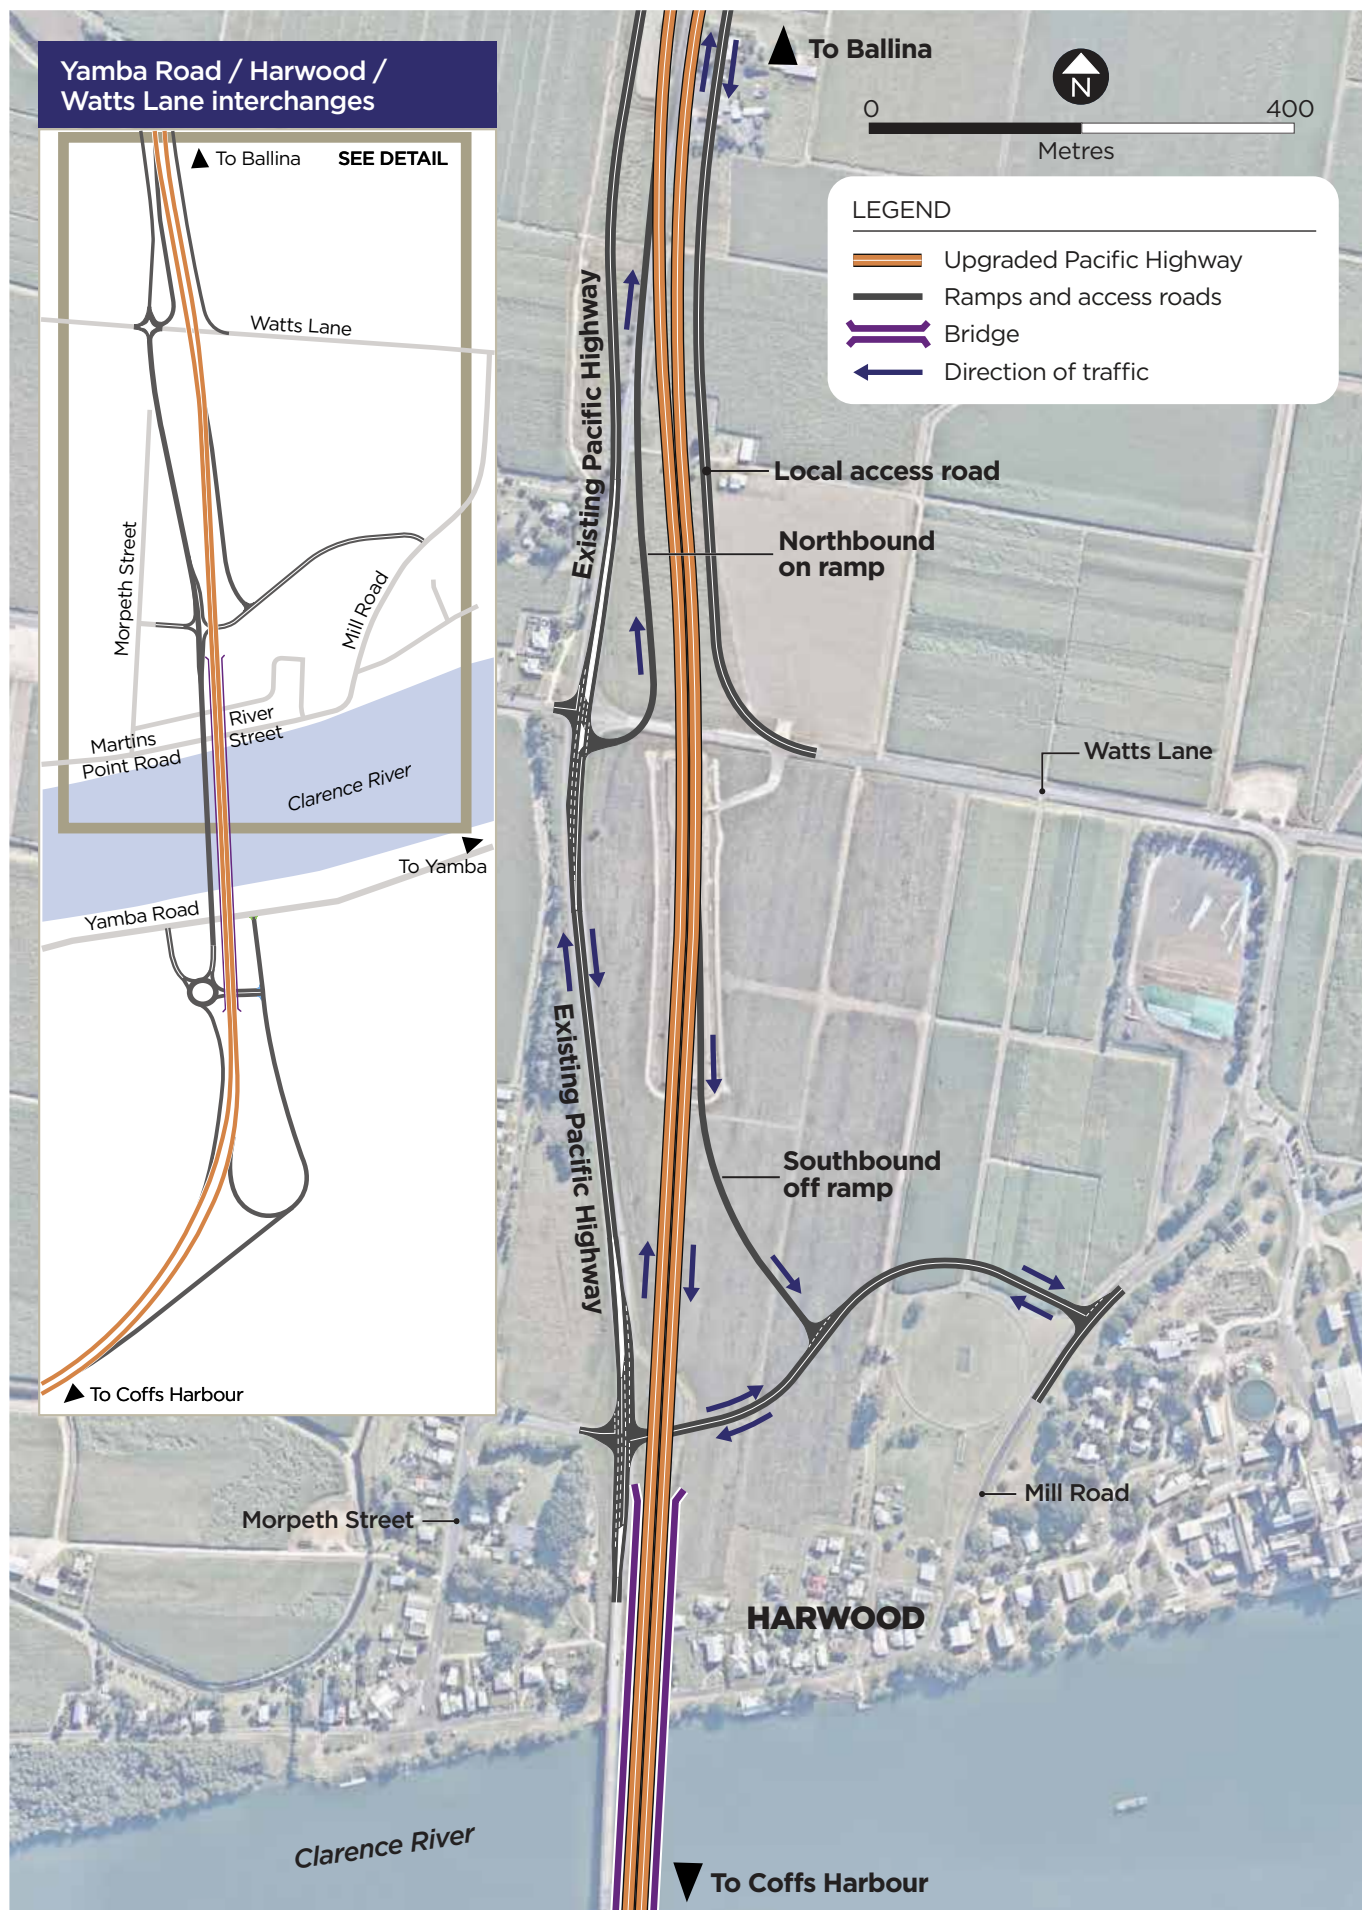 Yamba Road / Harwood /
Watts Lane interchanges
To Ballina
SEE DETAIL
Watts Lane
Morpeth Street
Mill Road
River
Street
Martins
Point Road
Clarence River
To Yamba
Yamba Road
To Coffs Harbour
To Ballina
N
0
400
Metres
LEGEND
Upgraded Pacific Highway
Ramps and access roads
Bridge
Direction of traffic
Existing Pacific Highway
Local access road
Northbound
on ramp
Watts Lane
Existing Pacific Highway
Southbound
off ramp
Mill Road
Morpeth Street
HARWOOD
Clarence River
To Coffs Harbour